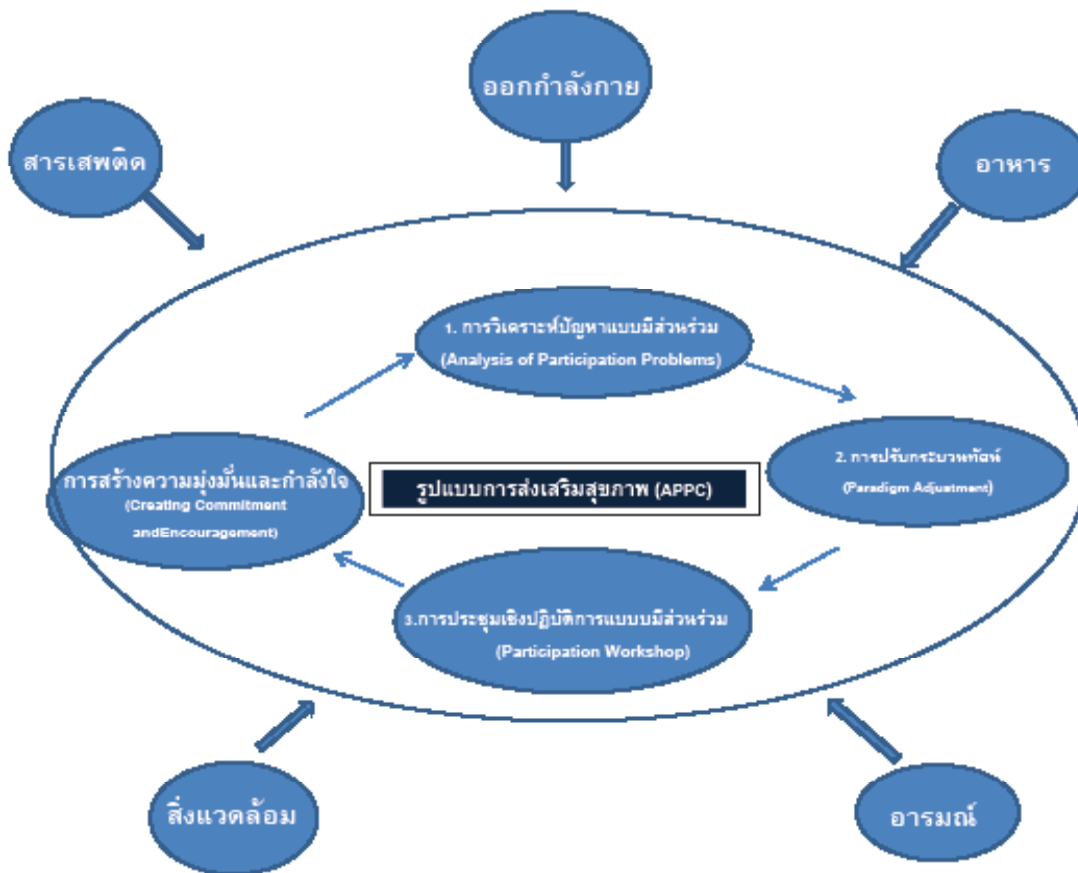 ออกกำลังกาย
สารเสพติด
อาหาร
1. การวิเคราะห์ปัญหาแบบมีส่วนร่วม
(Analysis of Participation Problems)
2. การปรับกระบวนทัศน์
(Paradigm Adjustment)
การสร้างความมุ่งมั่นและกำลังใจ
(Creating Commitment
andEncouragement)
รูปแบบการส่งเสริมสุขภาพ (APPC)
3.การประชุมเชิงปฏิบัติการแบบบมีส่วนร่วม
(Participation Workshop)
สิ่งแวดล้อม
อารมณ์